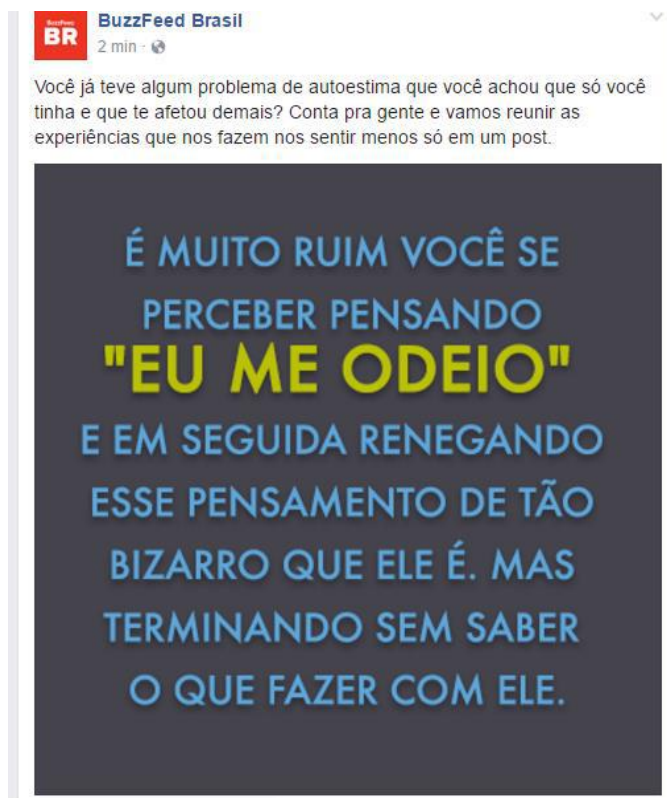 BuzzFeed
BR
BuzzFeed Brasil
2 min ·
Você já teve algum problema de autoestima que você achou que só você
tinha e que te afetou demais? Conta pra gente e vamos reunir as
experiências que nos fazem nos sentir menos só em um post.
É MUITO RUIM VOCÊ SE
PERCEBER PENSANDO
"EU ME ODEIO"
E EM SEGUIDA RENEGANDO
ESSE PENSAMENTO DE TÃO
BIZARRO QUE ELE É. MAS
TERMINANDO SEM SABER
O QUE FAZER COM ELE.